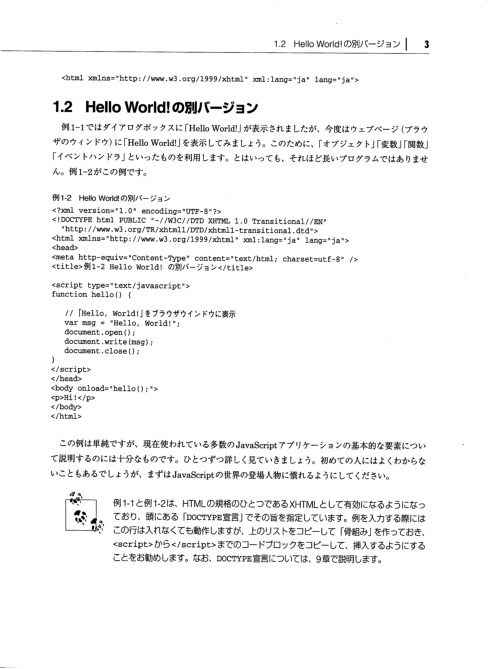 1.2 Hello World!の別バージョン 3
<html xmlns="http://www.w3.org/1999/xhtml" xml:lang="ja" lang="ja">
1.2 Hello World!の別バージョン
例1-1ではダイアログボックスに「Hello World!」が表示されましたが、今度はウェブページ(ブラウ
ザのウィンドウ)に「Hello World!」を表示してみましょう。このために、「オブジェクト」「変数」「関数」
「イベントハンドラ」といったものを利用します。とはいっても、それほど長いプログラムではありませ
ん。例1-2がこの例です。
例1-2 Hello World!の別バージョン
<?xml version="1.0" encoding="UTF-8"?>
<!DOCTYPE html PUBLIC "-//W3C//DTD XHTML 1.0 Transitional//EN"
"http://www.w3.org/TR/xhtml1/DTD/xhtml1-transitional.dtd">
<html xmlns="http://www.w3.org/1999/xhtml" xml:lang="ja" lang="ja">
<head>
<meta http-equiv="Content-Type" content="text/html; charset=utf-8" />
<title>例1-2 Hello World! の別バージョン</title>
<script type="text/javascript">
function hello() {
// 「Hello, World!」をブラウザウインドウに表示
var msg = "Hello, World!";
document.open();
document.write(msg);
document.close();
}
</script>
</head>
<body onload="hello();">
<p>Hi!</p>
</body>
</html>
この例は単純ですが、現在使われている多数のJavaScriptアプリケーションの基本的な要素につい
て説明するのには十分なものです。ひとつずつ詳しく見ていきましょう。初めての人にはよくわからな
いこともあるでしょうが、まずはJavaScriptの世界の登場人物に慣れるようにしてください。
例1-1と例1-2は、HTMLの規格のひとつであるXHTMLとして有効になるようになっ
ており、頭にある「DOCTYPE宣言」でその旨を指定しています。例を入力する際には
この行は入れなくても動作しますが、上のリストをコピーして「骨組み」を作っておき、
<script>から</script>までのコードブロックをコピーして、挿入するようにする
ことをお勧めします。なお、DOCTYPE宣言については、9章で説明します。